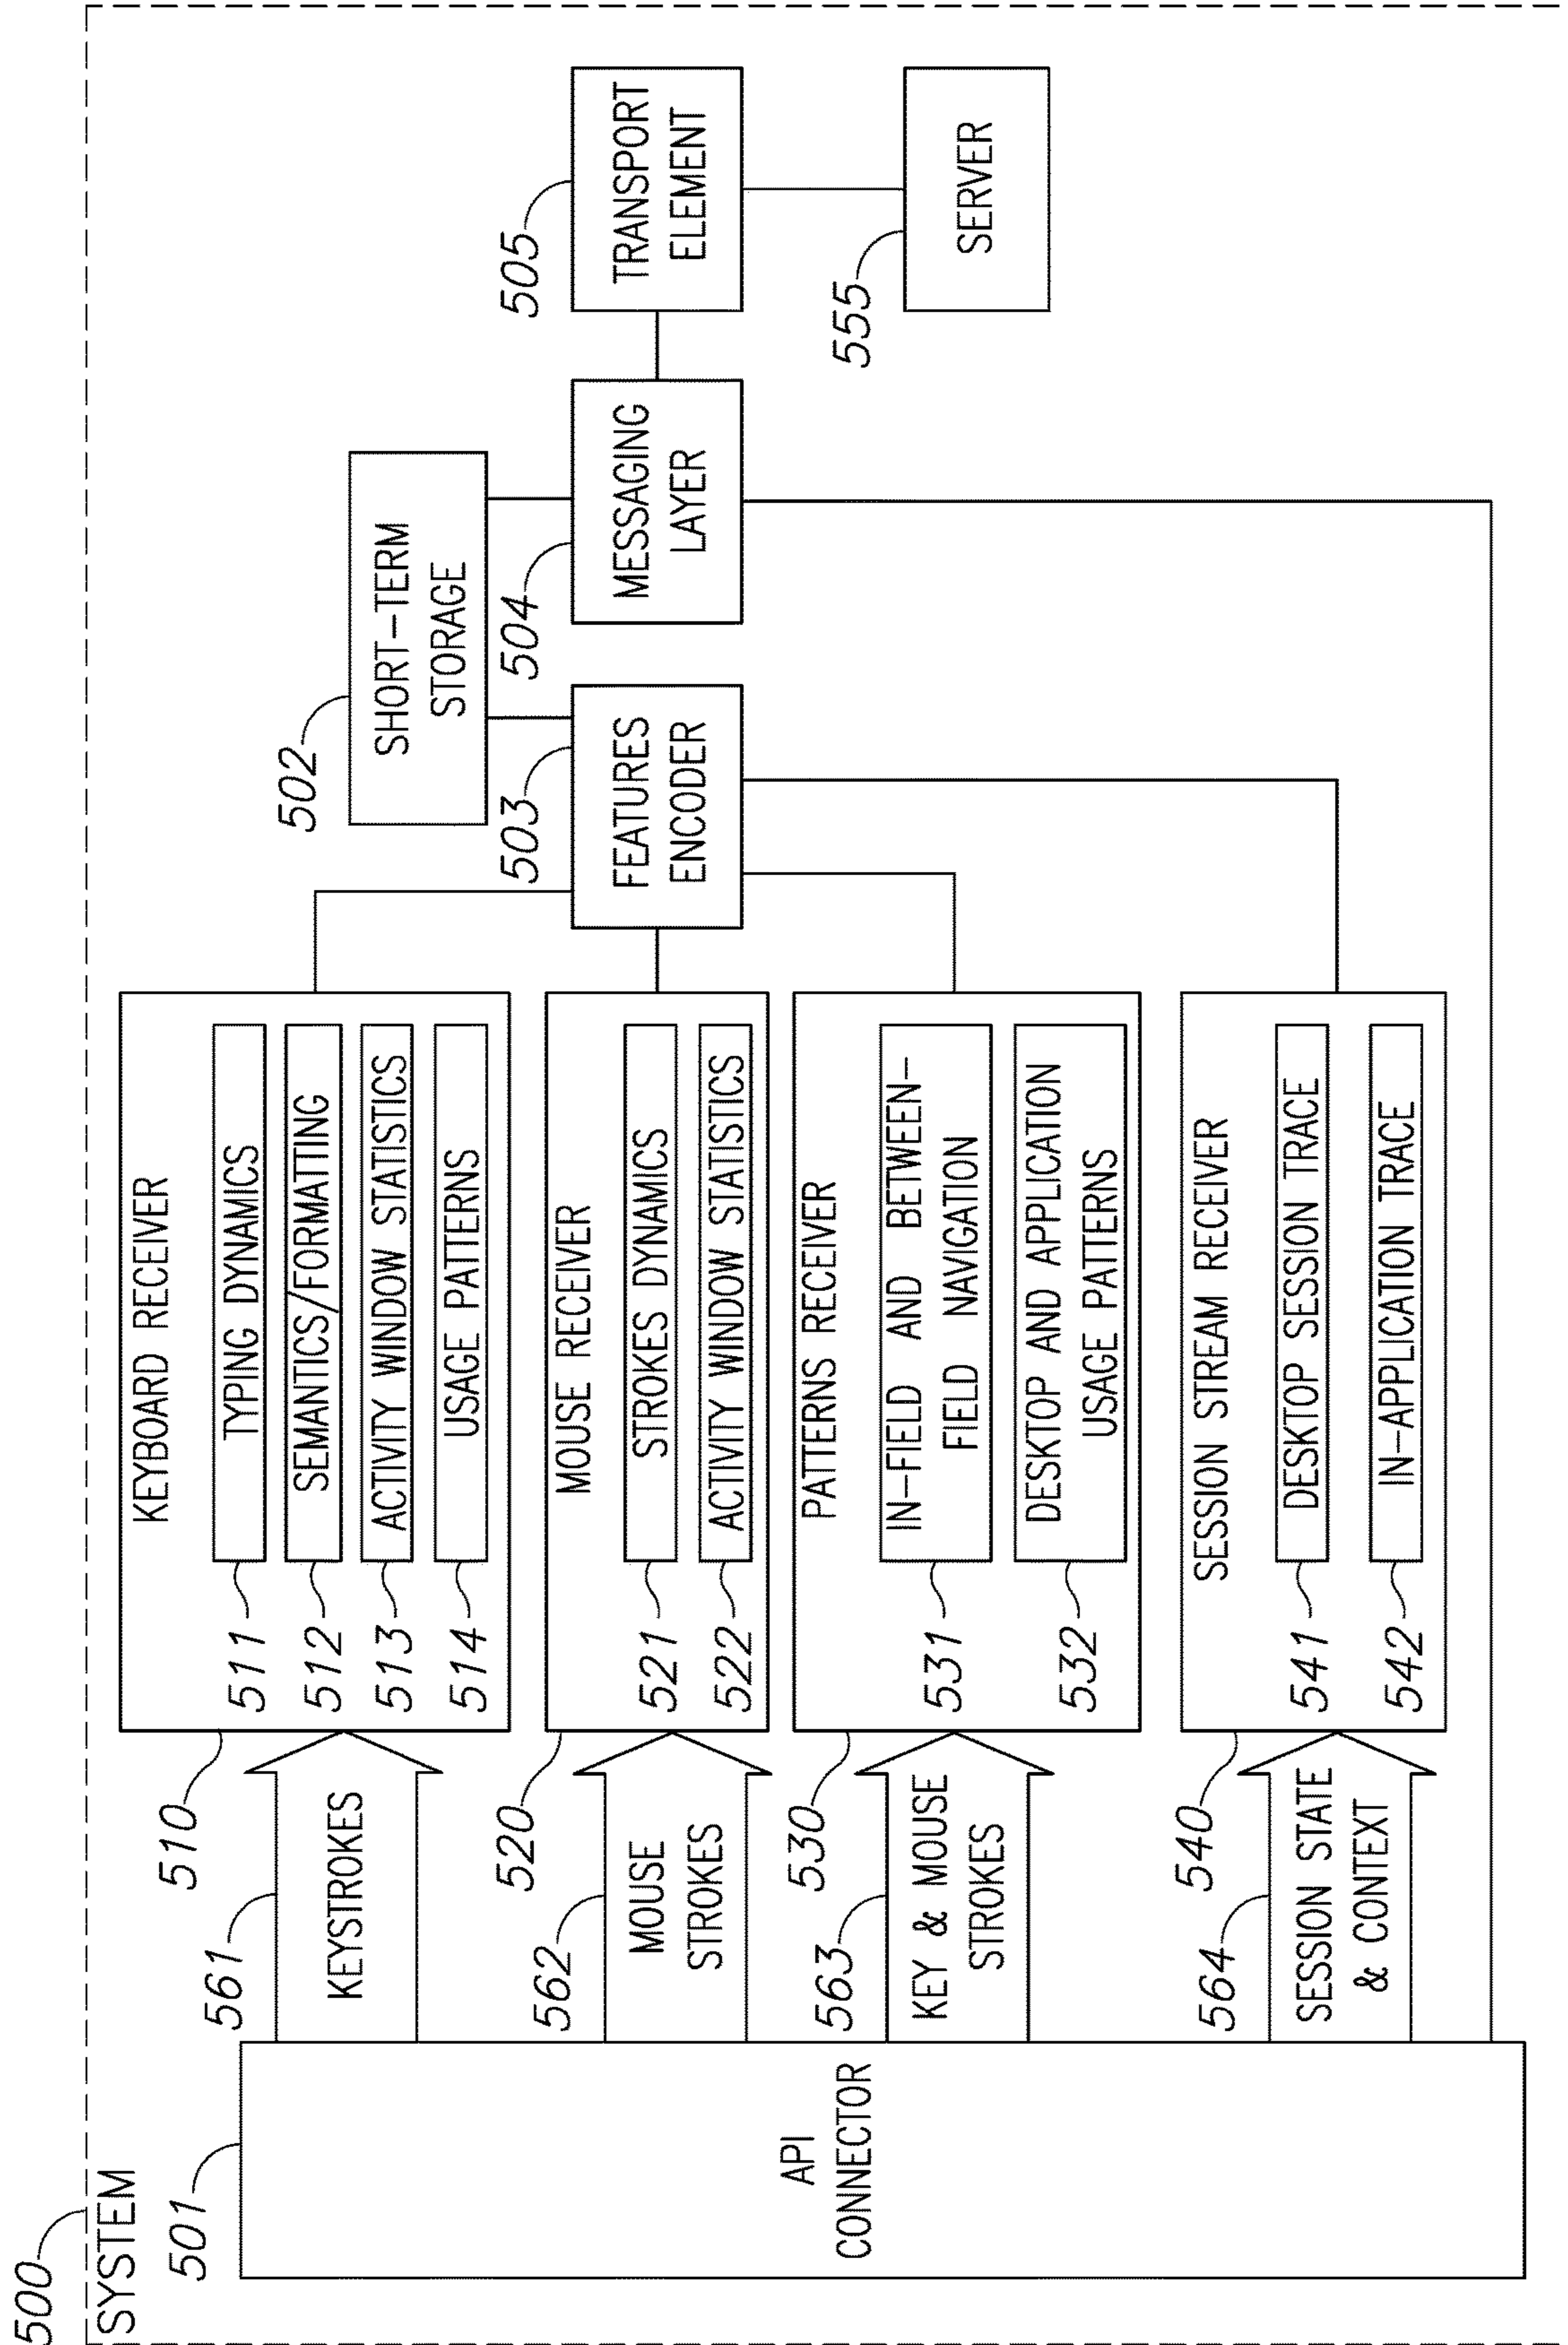 500
SYSTEM
501
API
CONNECTOR
561
KEYSTROKES
562
MOUSE
STROKES
563
KEY & MOUSE
STROKES
564
SESSION STATE
& CONTEXT
510
KEYBOARD RECEIVER
511
TYPING DYNAMICS
512
SEMANTICS/FORMATTING
513
ACTIVITY WINDOW STATISTICS
514
USAGE PATTERNS
520
MOUSE RECEIVER
521
STROKES DYNAMICS
522
ACTIVITY WINDOW STATISTICS
530
PATTERNS RECEIVER
531
IN-FIELD AND BETWEEN-
FIELD NAVIGATION
532
DESKTOP AND APPLICATION
USAGE PATTERNS
540
SESSION STREAM RECEIVER
541
DESKTOP SESSION TRACE
542
IN-APPLICATION TRACE
502
SHORT-TERM
STORAGE
503
FEATURES
ENCODER
504
MESSAGING
LAYER
505
TRANSPORT
ELEMENT
555
SERVER